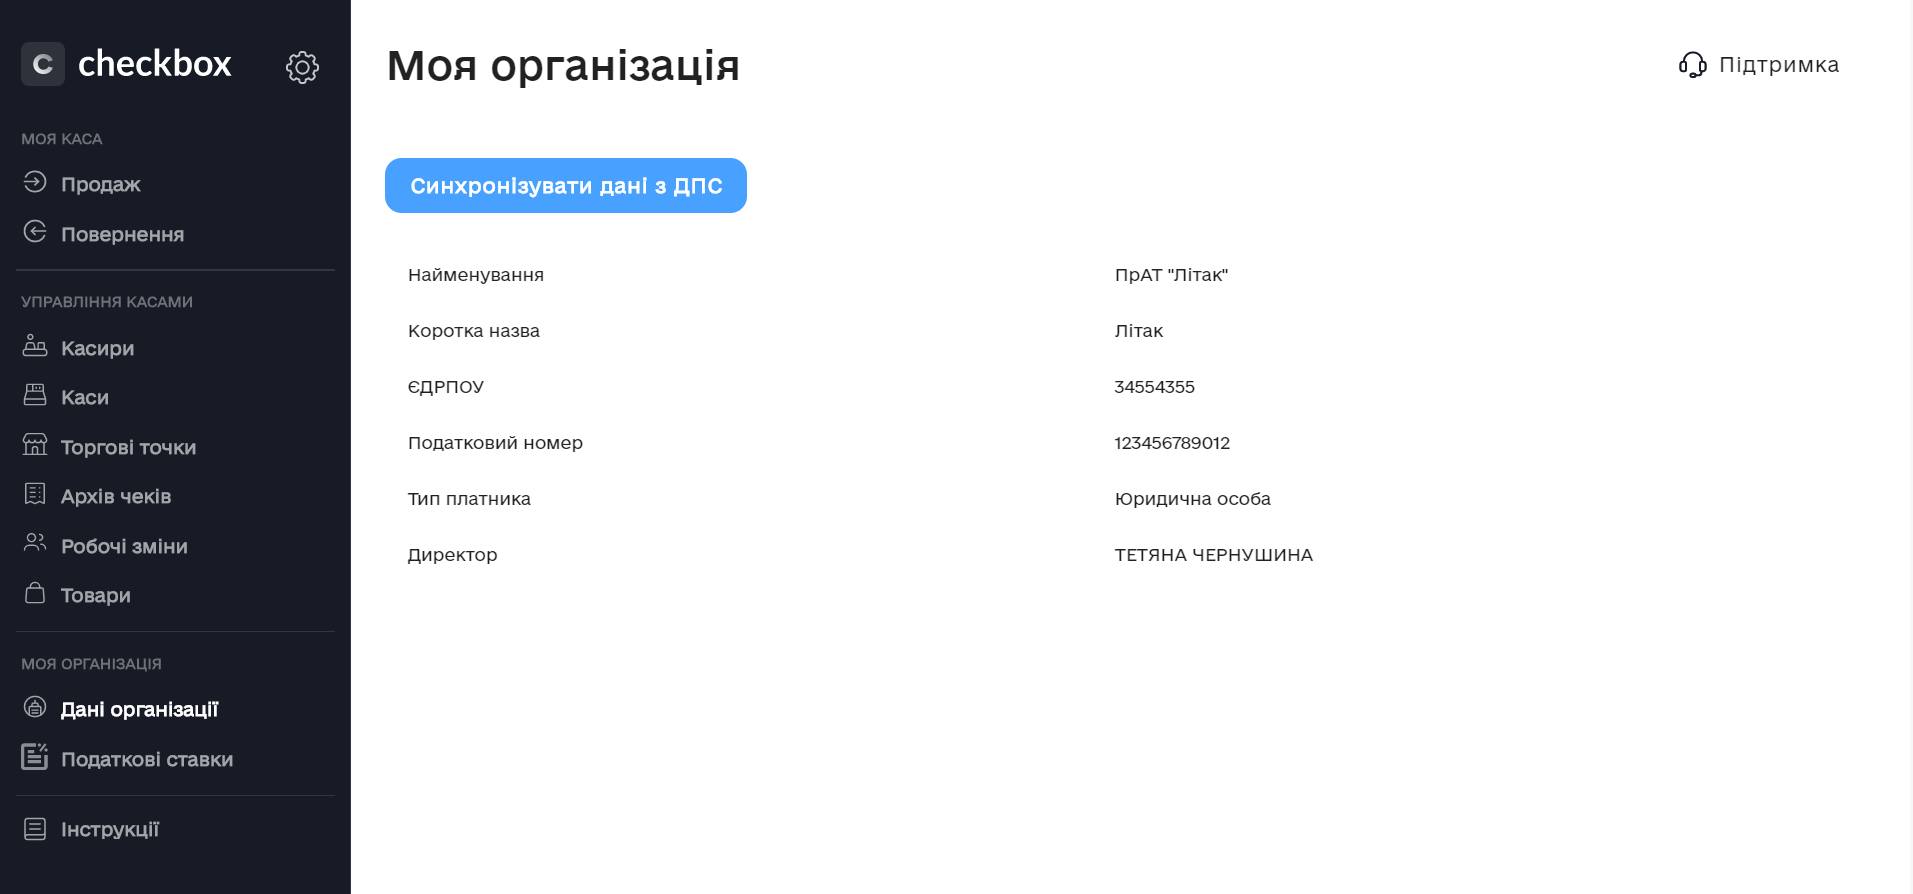 C checkbox
МОЯ КАСА
Продаж
Повернення
УПРАВЛІННЯ КАСАМИ
Касири
Каси
Торгові точки
Архів чеків
Робочі зміни
Товари
МОЯ ОРГАНІЗАЦІЯ
Дані організації
Податкові ставки
Інструкції
Моя організація
Підтримка
Синхронізувати дані з ДПС
Найменування ПрАТ "Літак"
Коротка назва Літак
ЄДРПОУ 34554355
Податковий номер 123456789012
Тип платника Юридична особа
Директор ТЕТЯНА ЧЕРНУШИНА